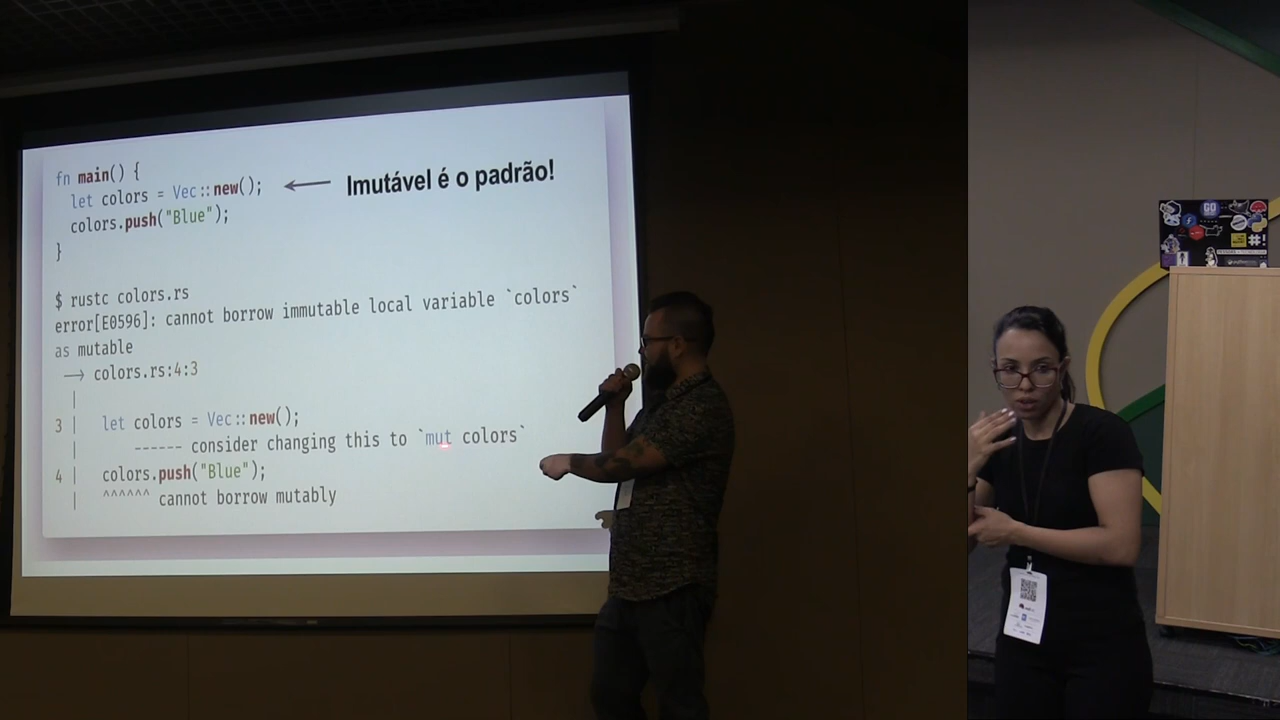 fn main() {
let colors = Vec::new();
Imutável é o padrão!
colors.push("Blue");
}
$ rustc colors.rs
error[E0596]: cannot borrow immutable local variable `colors`
as mutable
--> colors.rs:4:3
|
3 | let colors = Vec::new();
| ------ consider changing this to `mut colors`
4 | colors.push("Blue");
| ^^^^^^ cannot borrow mutably
GO
#!